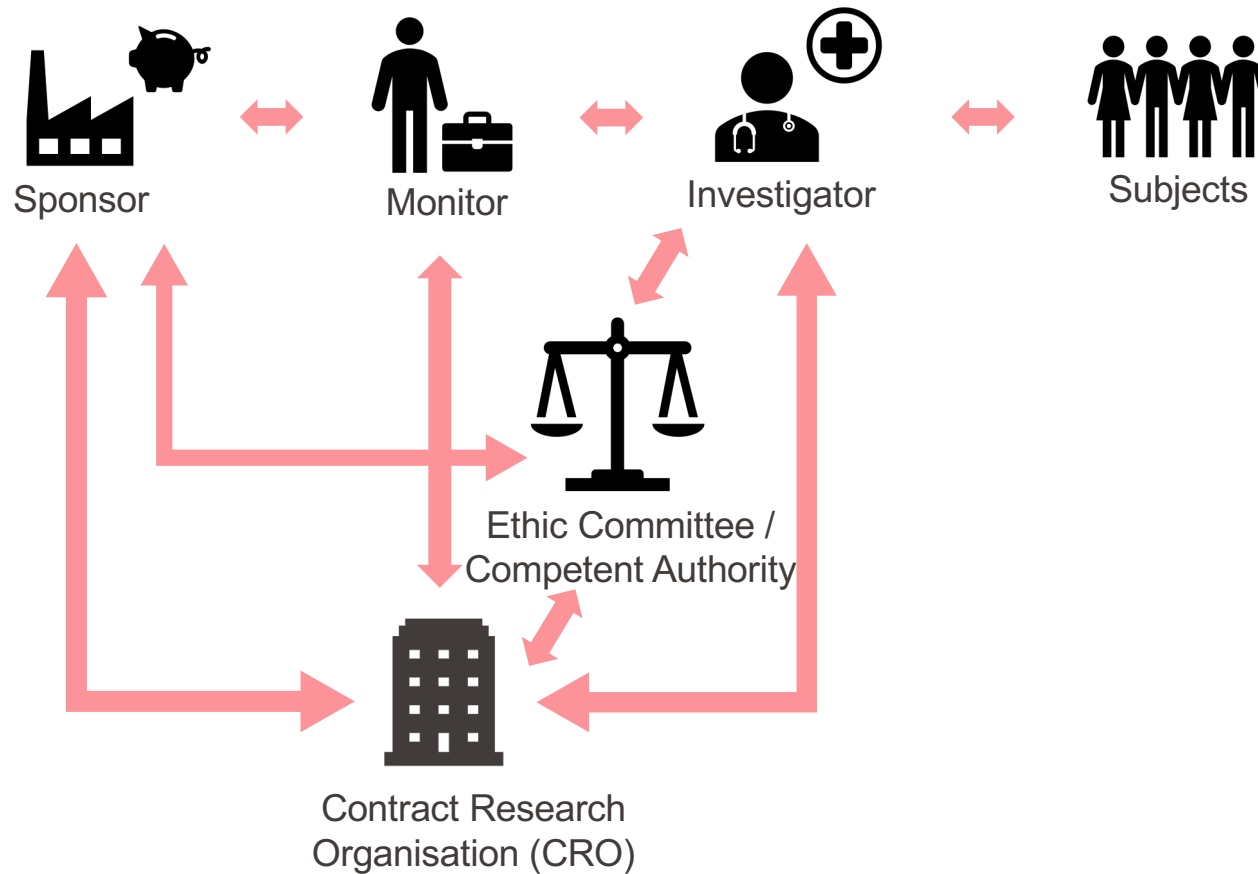 Sponsor
Monitor
Investigator
Subjects
Ethic Committee /
Competent Authority
Contract Research
Organisation (CRO)